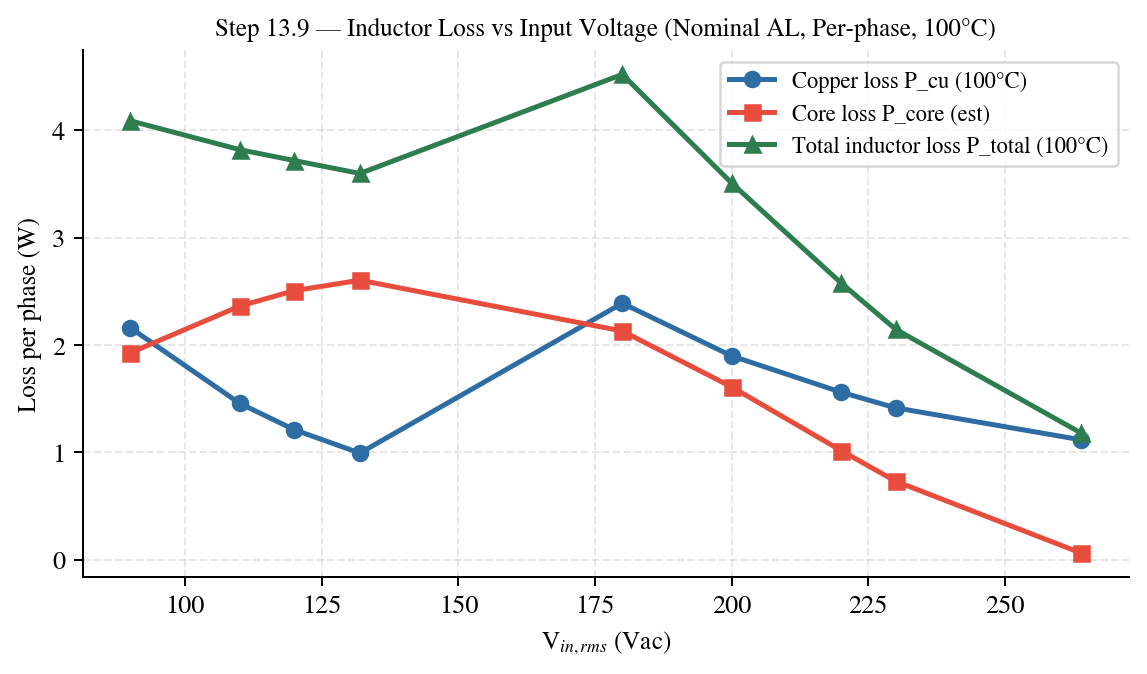 Step 13.9 — Inductor Loss vs Input Voltage (Nominal AL, Per-phase, 100°C)
Copper loss P_cu (100°C)
Core loss P_core (est)
Total inductor loss P_total (100°C)
Loss per phase (W)
4
3
2
1
0
100 125 150 175 200 225 250
V_{in,rms} (Vac)